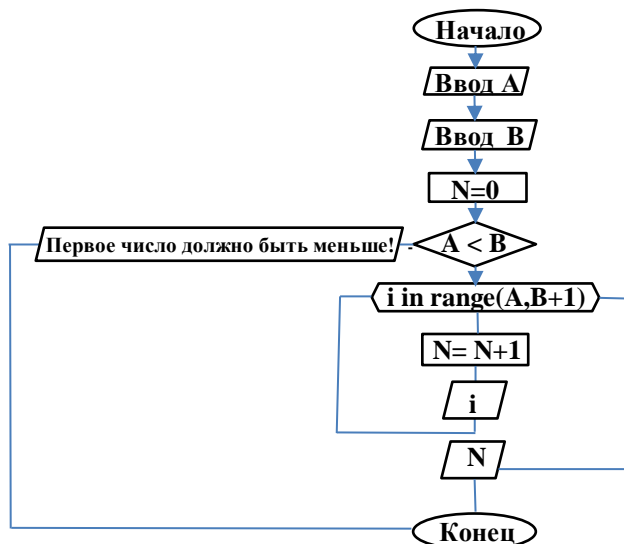 Начало
Ввод А
Ввод В
N=0
Первое число должно быть меньше!
-
A < B
i in range(A,B+1)
N= N+1
i
N
Конец